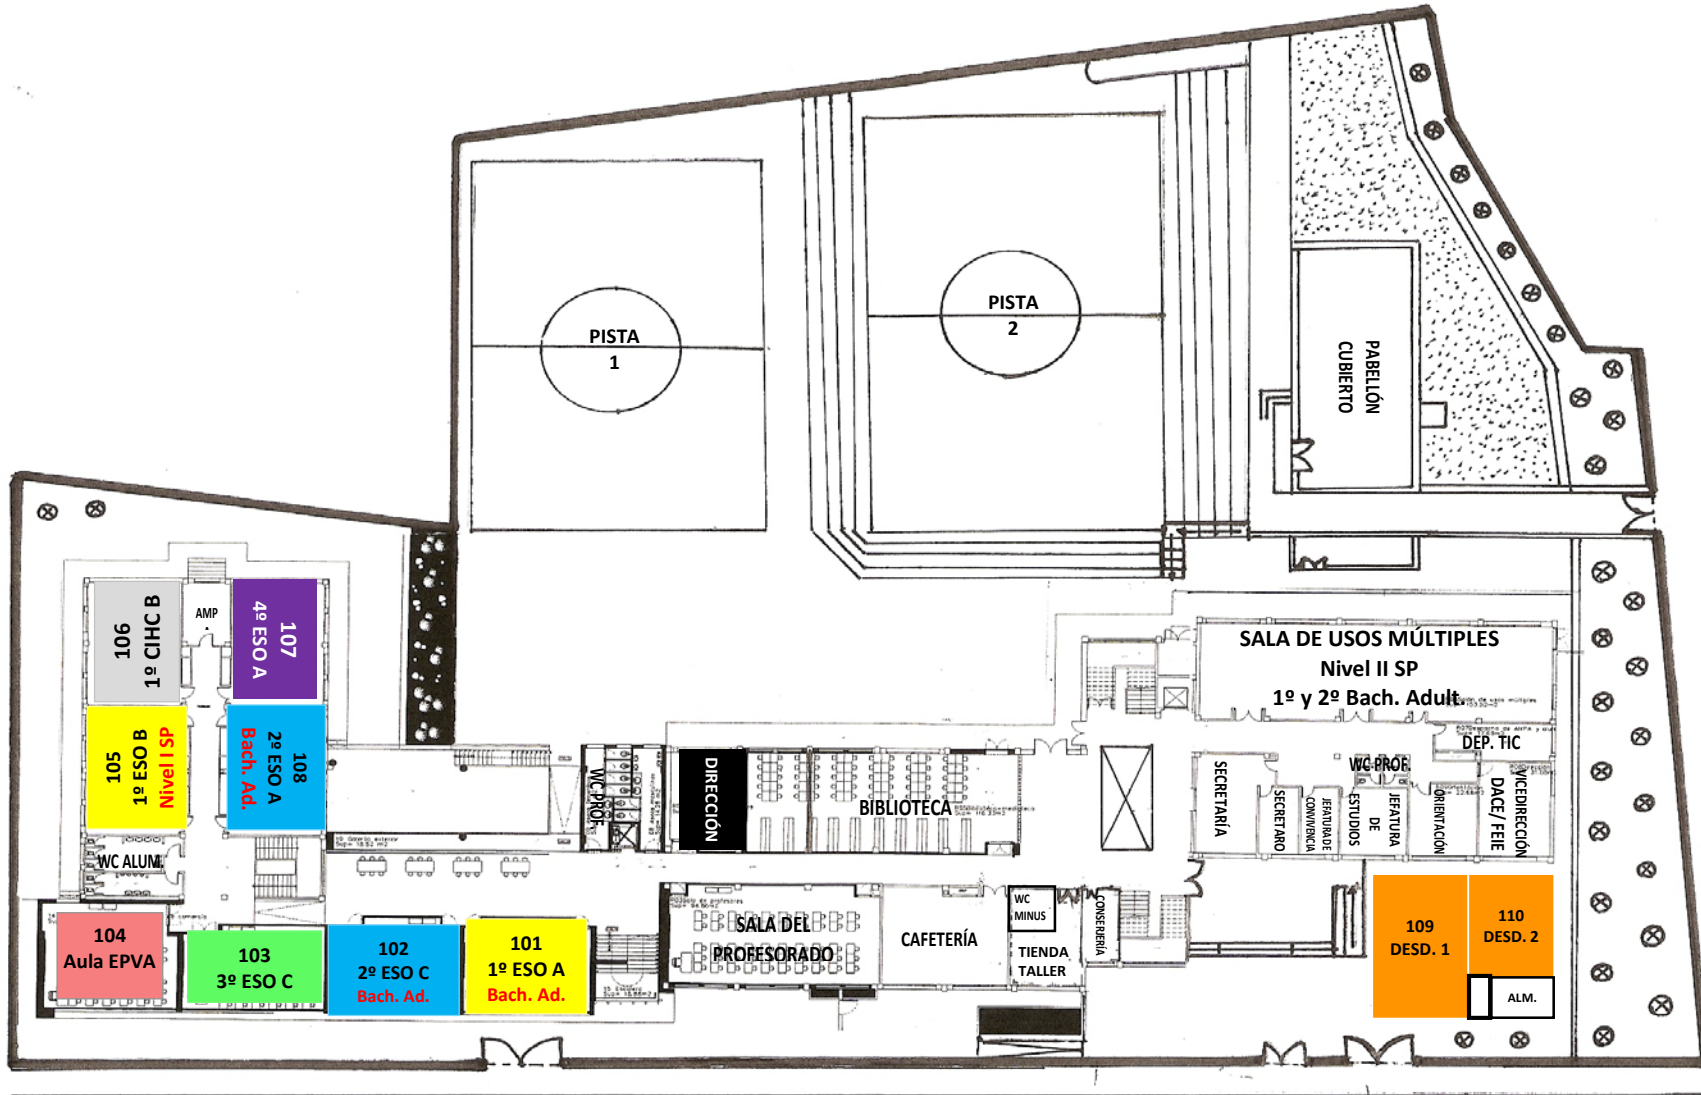 PISTA
1
PISTA
2
PABELLÓN
CUBIERTO
106
1º CIHC B
AMP
107
4º ESO A
105
1º ESO B
Nivel I SP
108
2º ESO A
Bach. Ad.
WC ALUM.
104
Aula EPVA
103
3º ESO C
102
2º ESO C
Bach. Ad.
101
1º ESO A
Bach. Ad.
WC PROF.
DIRECCIÓN
BIBLIOTECA
SALA DEL
PROFESORADO
CAFETERÍA
WC
MINUS
TIENDA
TALLER
CONSERJERÍA
SALA DE USOS MÚLTIPLES
Nivel II SP
1º y 2º Bach. Adult
DEP. TIC
WC PROF.
SECRETARÍA
SECRETARO
JEFATURA DE
CONVIVENCIA
JEFATURA
DE
ESTUDIOS
ORIENTACIÓN
VICEDIRECCIÓN
DACE/ FEIE
109
DESD. 1
110
DESD. 2
ALM.